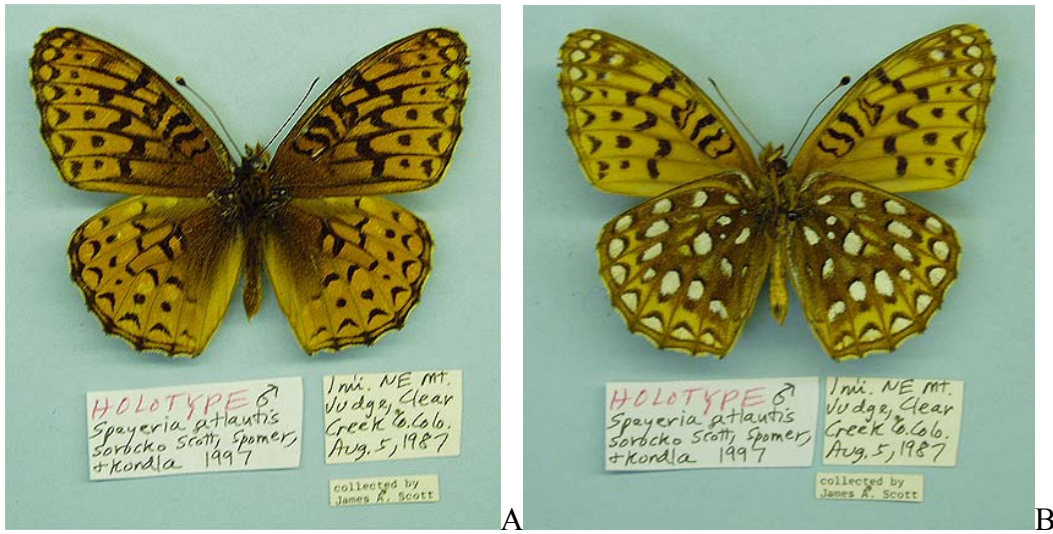 HOLOTYPE ♂
Speyeria atlantis
sorocko Scott, Spomer,
+ Kondla 1997
1 mi. NE Mt.
Judge, Clear
Creek Co. Colo.
Aug. 5, 1987
collected by
James A. Scott
A
HOLOTYPE ♂
Speyeria atlantis
sorocko Scott, Spomer,
+ Kondla 1997
1 mi. NE Mt.
Judge, Clear
Creek Co. Colo.
Aug. 5, 1987
collected by
James A. Scott
B